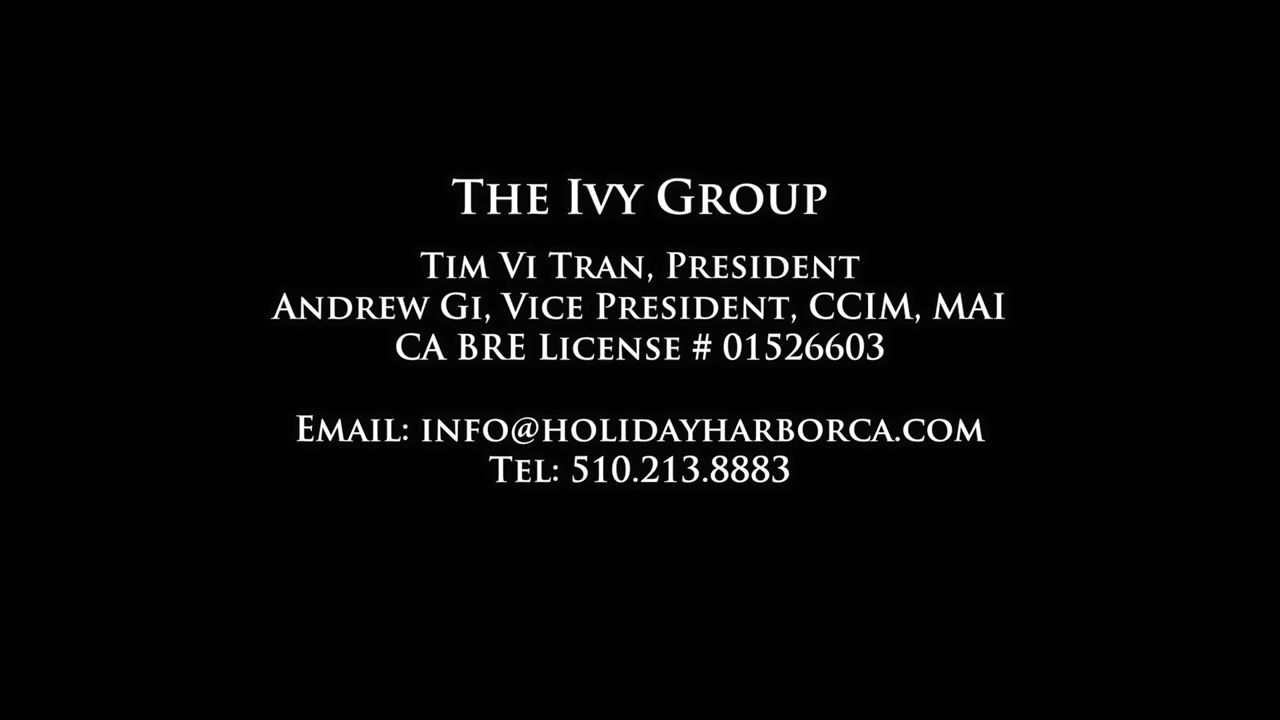 The Ivy Group
Tim Vi Tran, President
Andrew Gi, Vice President, CCIM, MAI
CA BRE License # 01526603
Email: info@holidayharborca.com
Tel: 510.213.8883